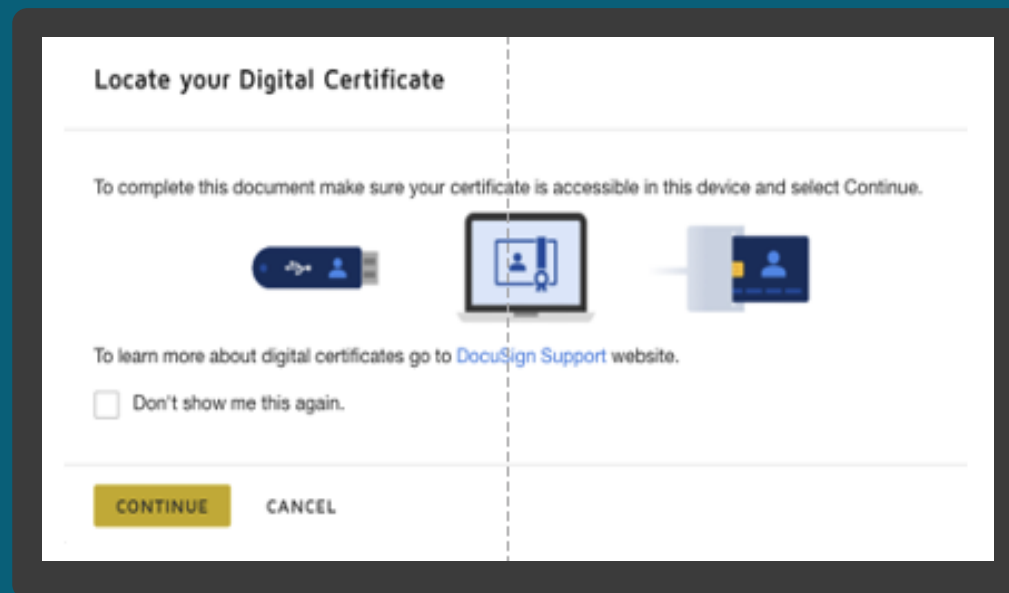 Locate your Digital Certificate
To complete this document make sure your certificate is accessible in this device and select Continue.
To learn more about digital certificates go to DocuSign Support website.
Don't show me this again.
CONTINUE CANCEL